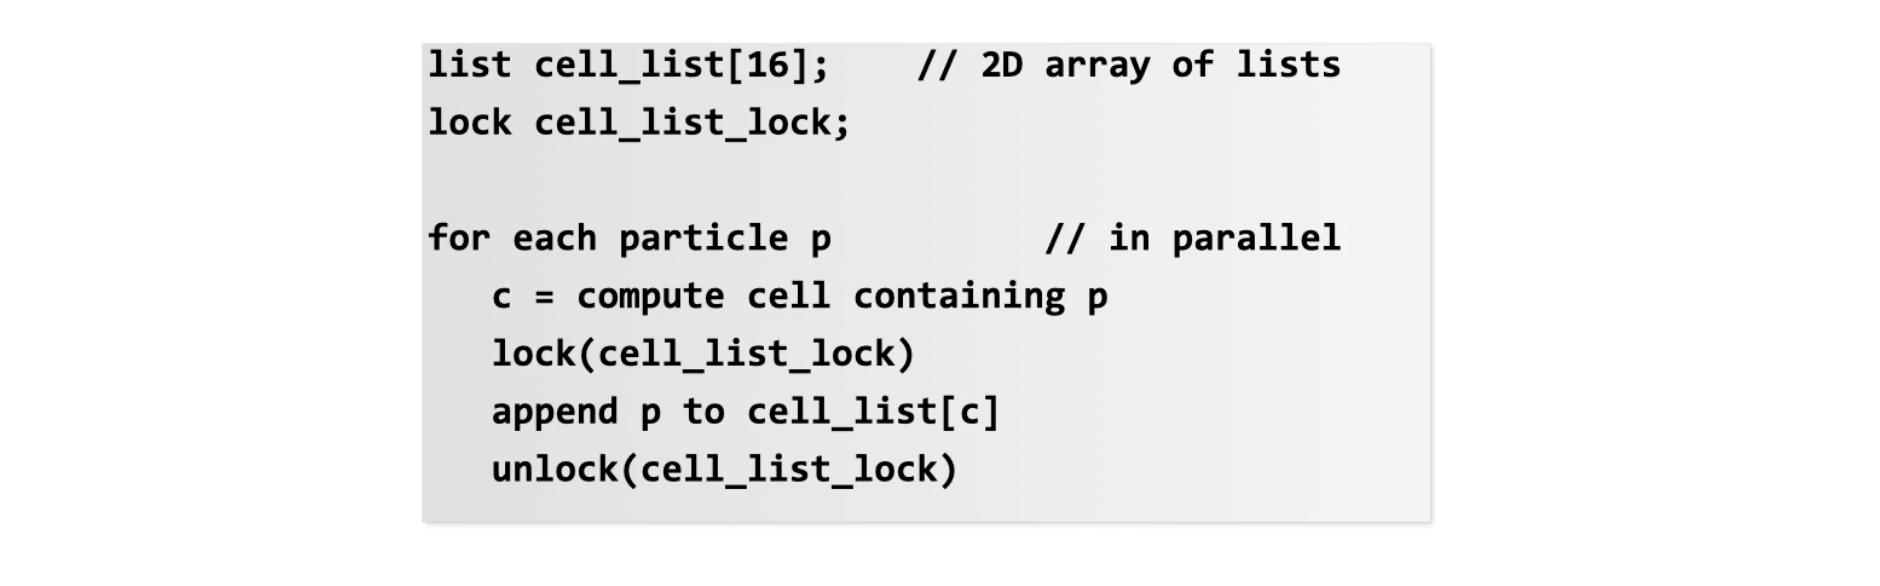 list cell_list[16];    // 2D array of lists
lock cell_list_lock;
for each particle p          // in parallel
   c = compute cell containing p
   lock(cell_list_lock)
   append p to cell_list[c]
   unlock(cell_list_lock)